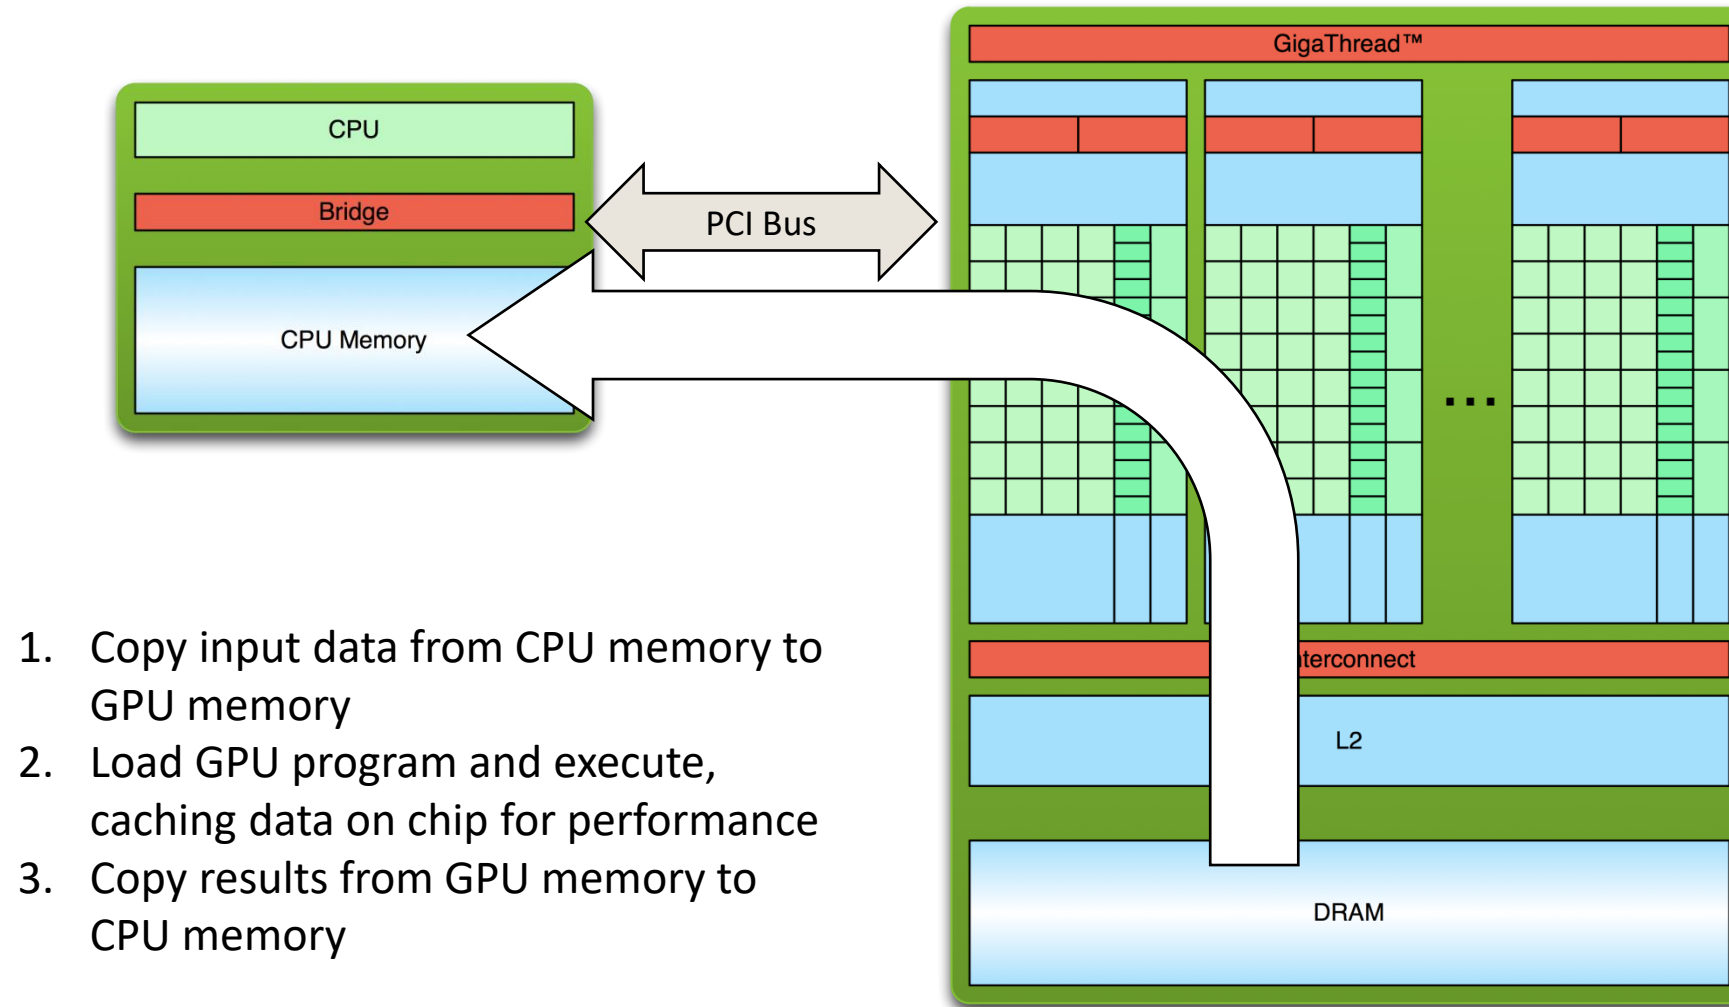 GigaThread™
CPU
Bridge
PCI Bus
CPU Memory
...
nterconnect
L2
DRAM
1. Copy input data from CPU memory to
GPU memory
2. Load GPU program and execute,
caching data on chip for performance
3. Copy results from GPU memory to
CPU memory